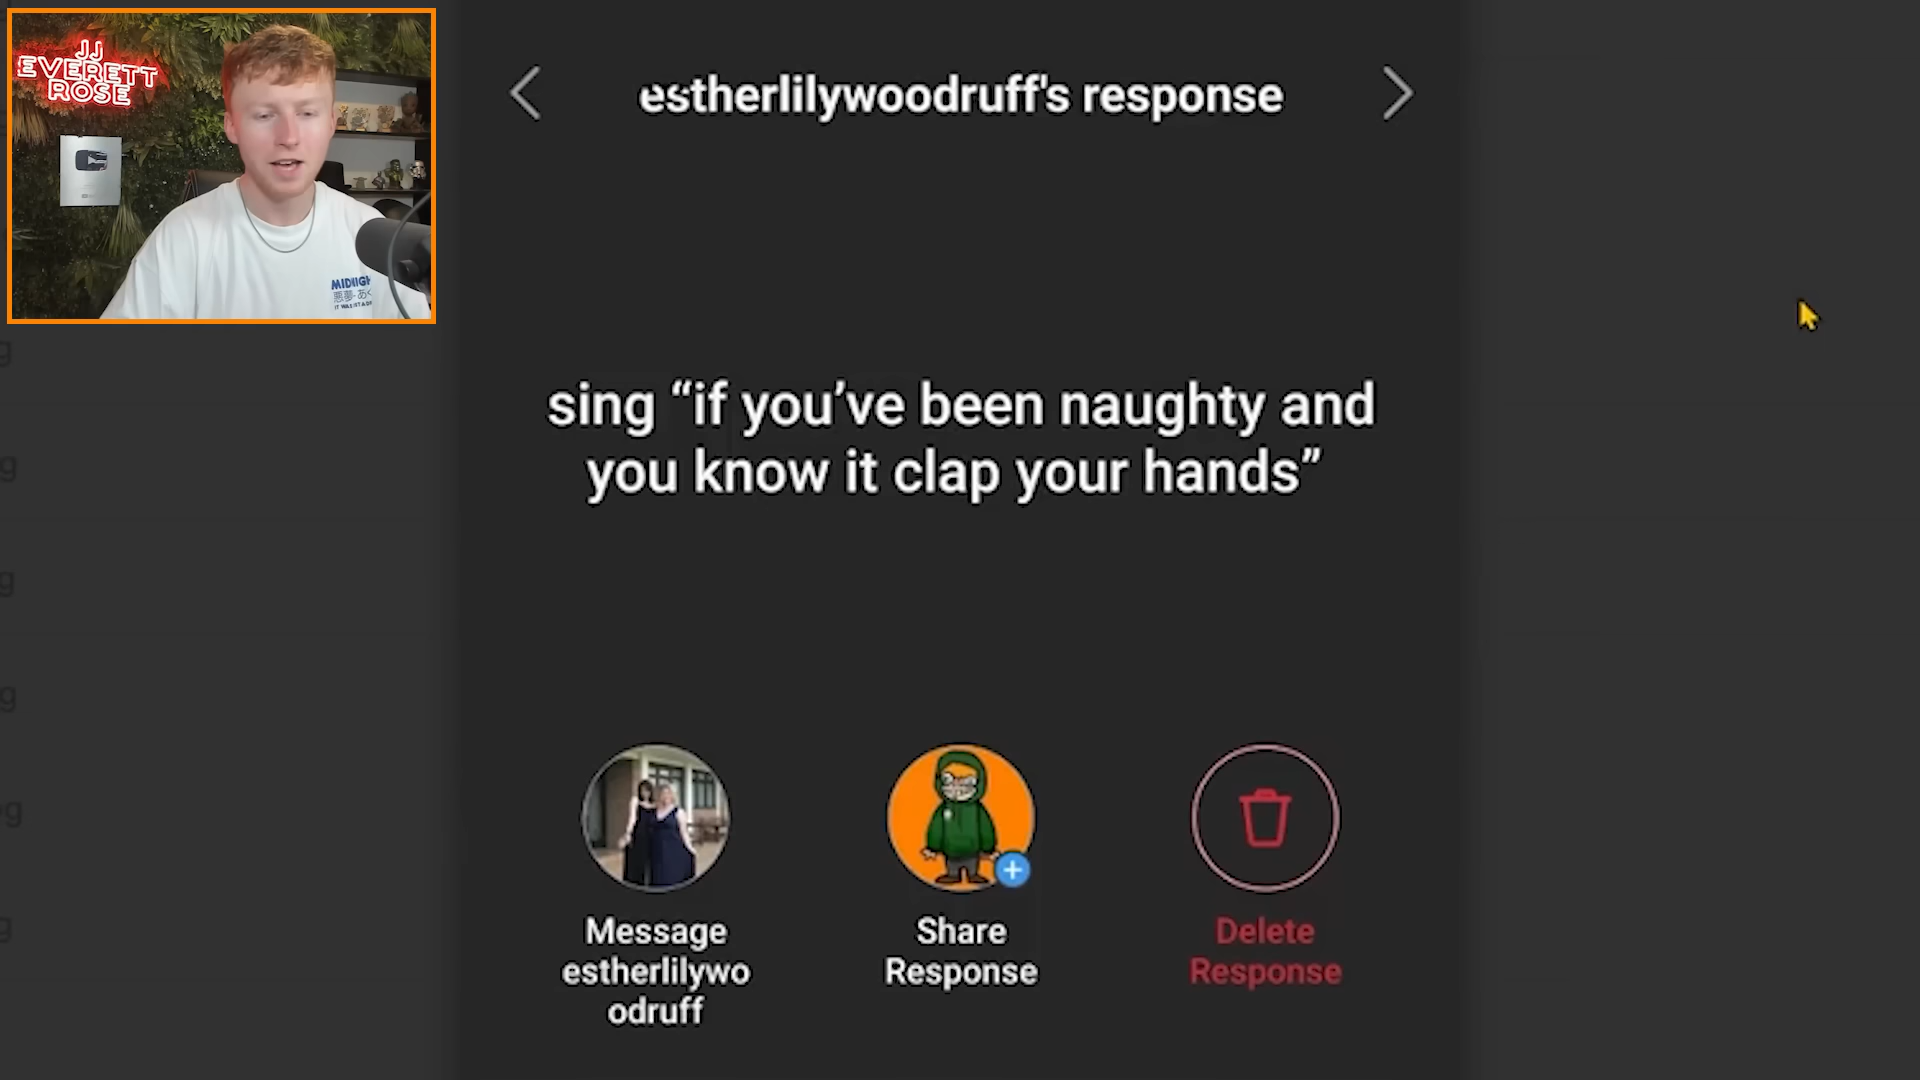 JJ
EVERETT
ROSE
estherlilywoodruff's response
sing “if you’ve been naughty and
you know it clap your hands”
Message
estherlilywo
odruff
Share
Response
Delete
Response